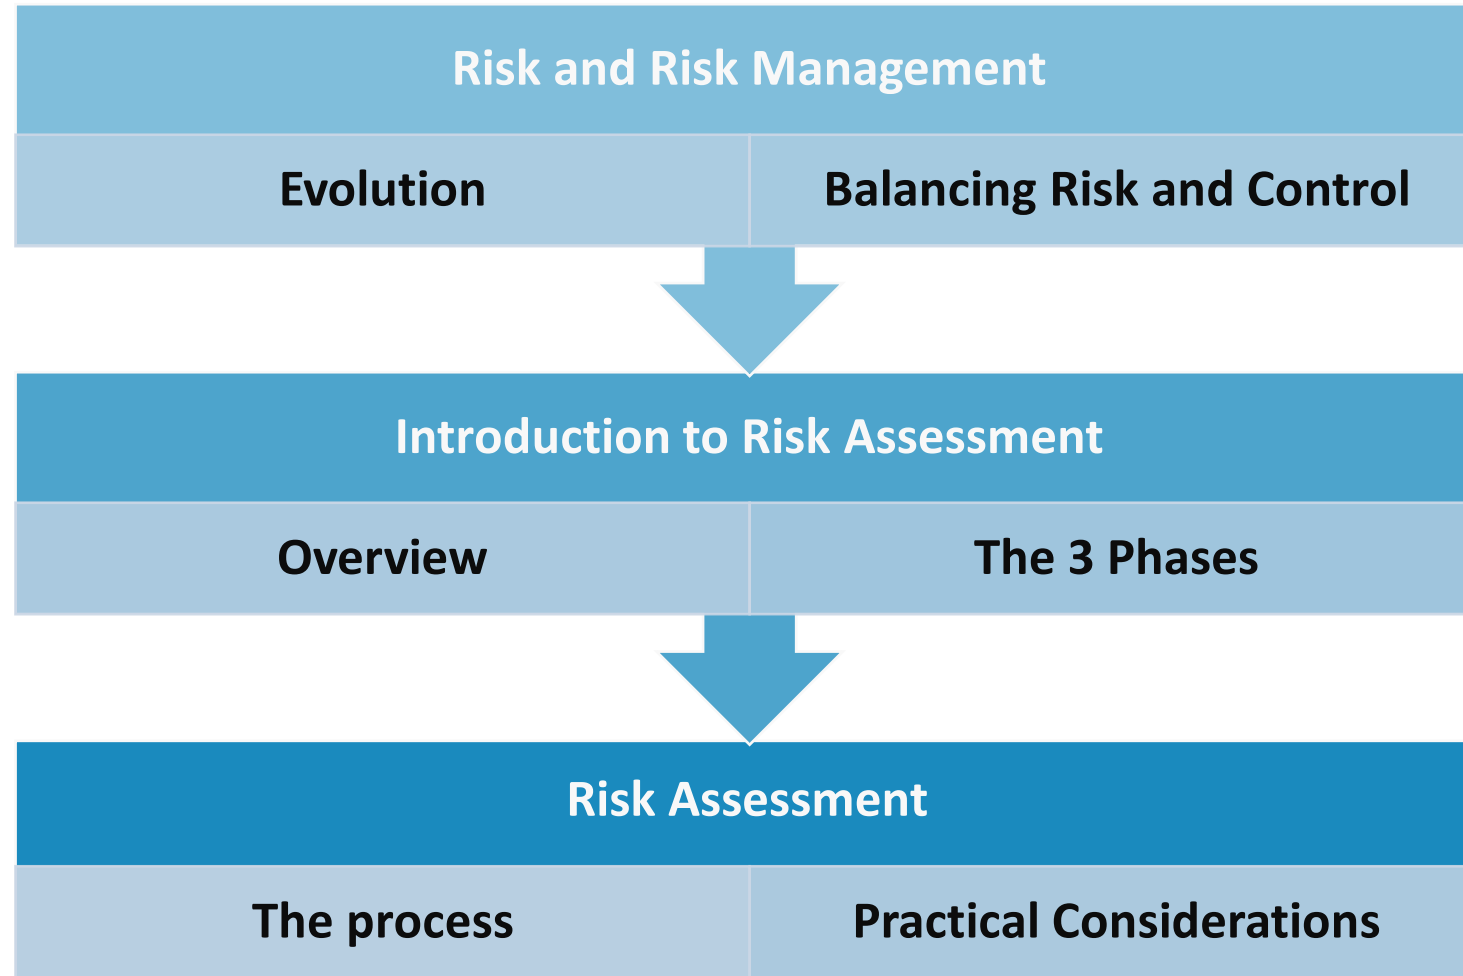 Risk and Risk Management
Evolution
Balancing Risk and Control
Introduction to Risk Assessment
Overview
The 3 Phases
Risk Assessment
The process
Practical Considerations